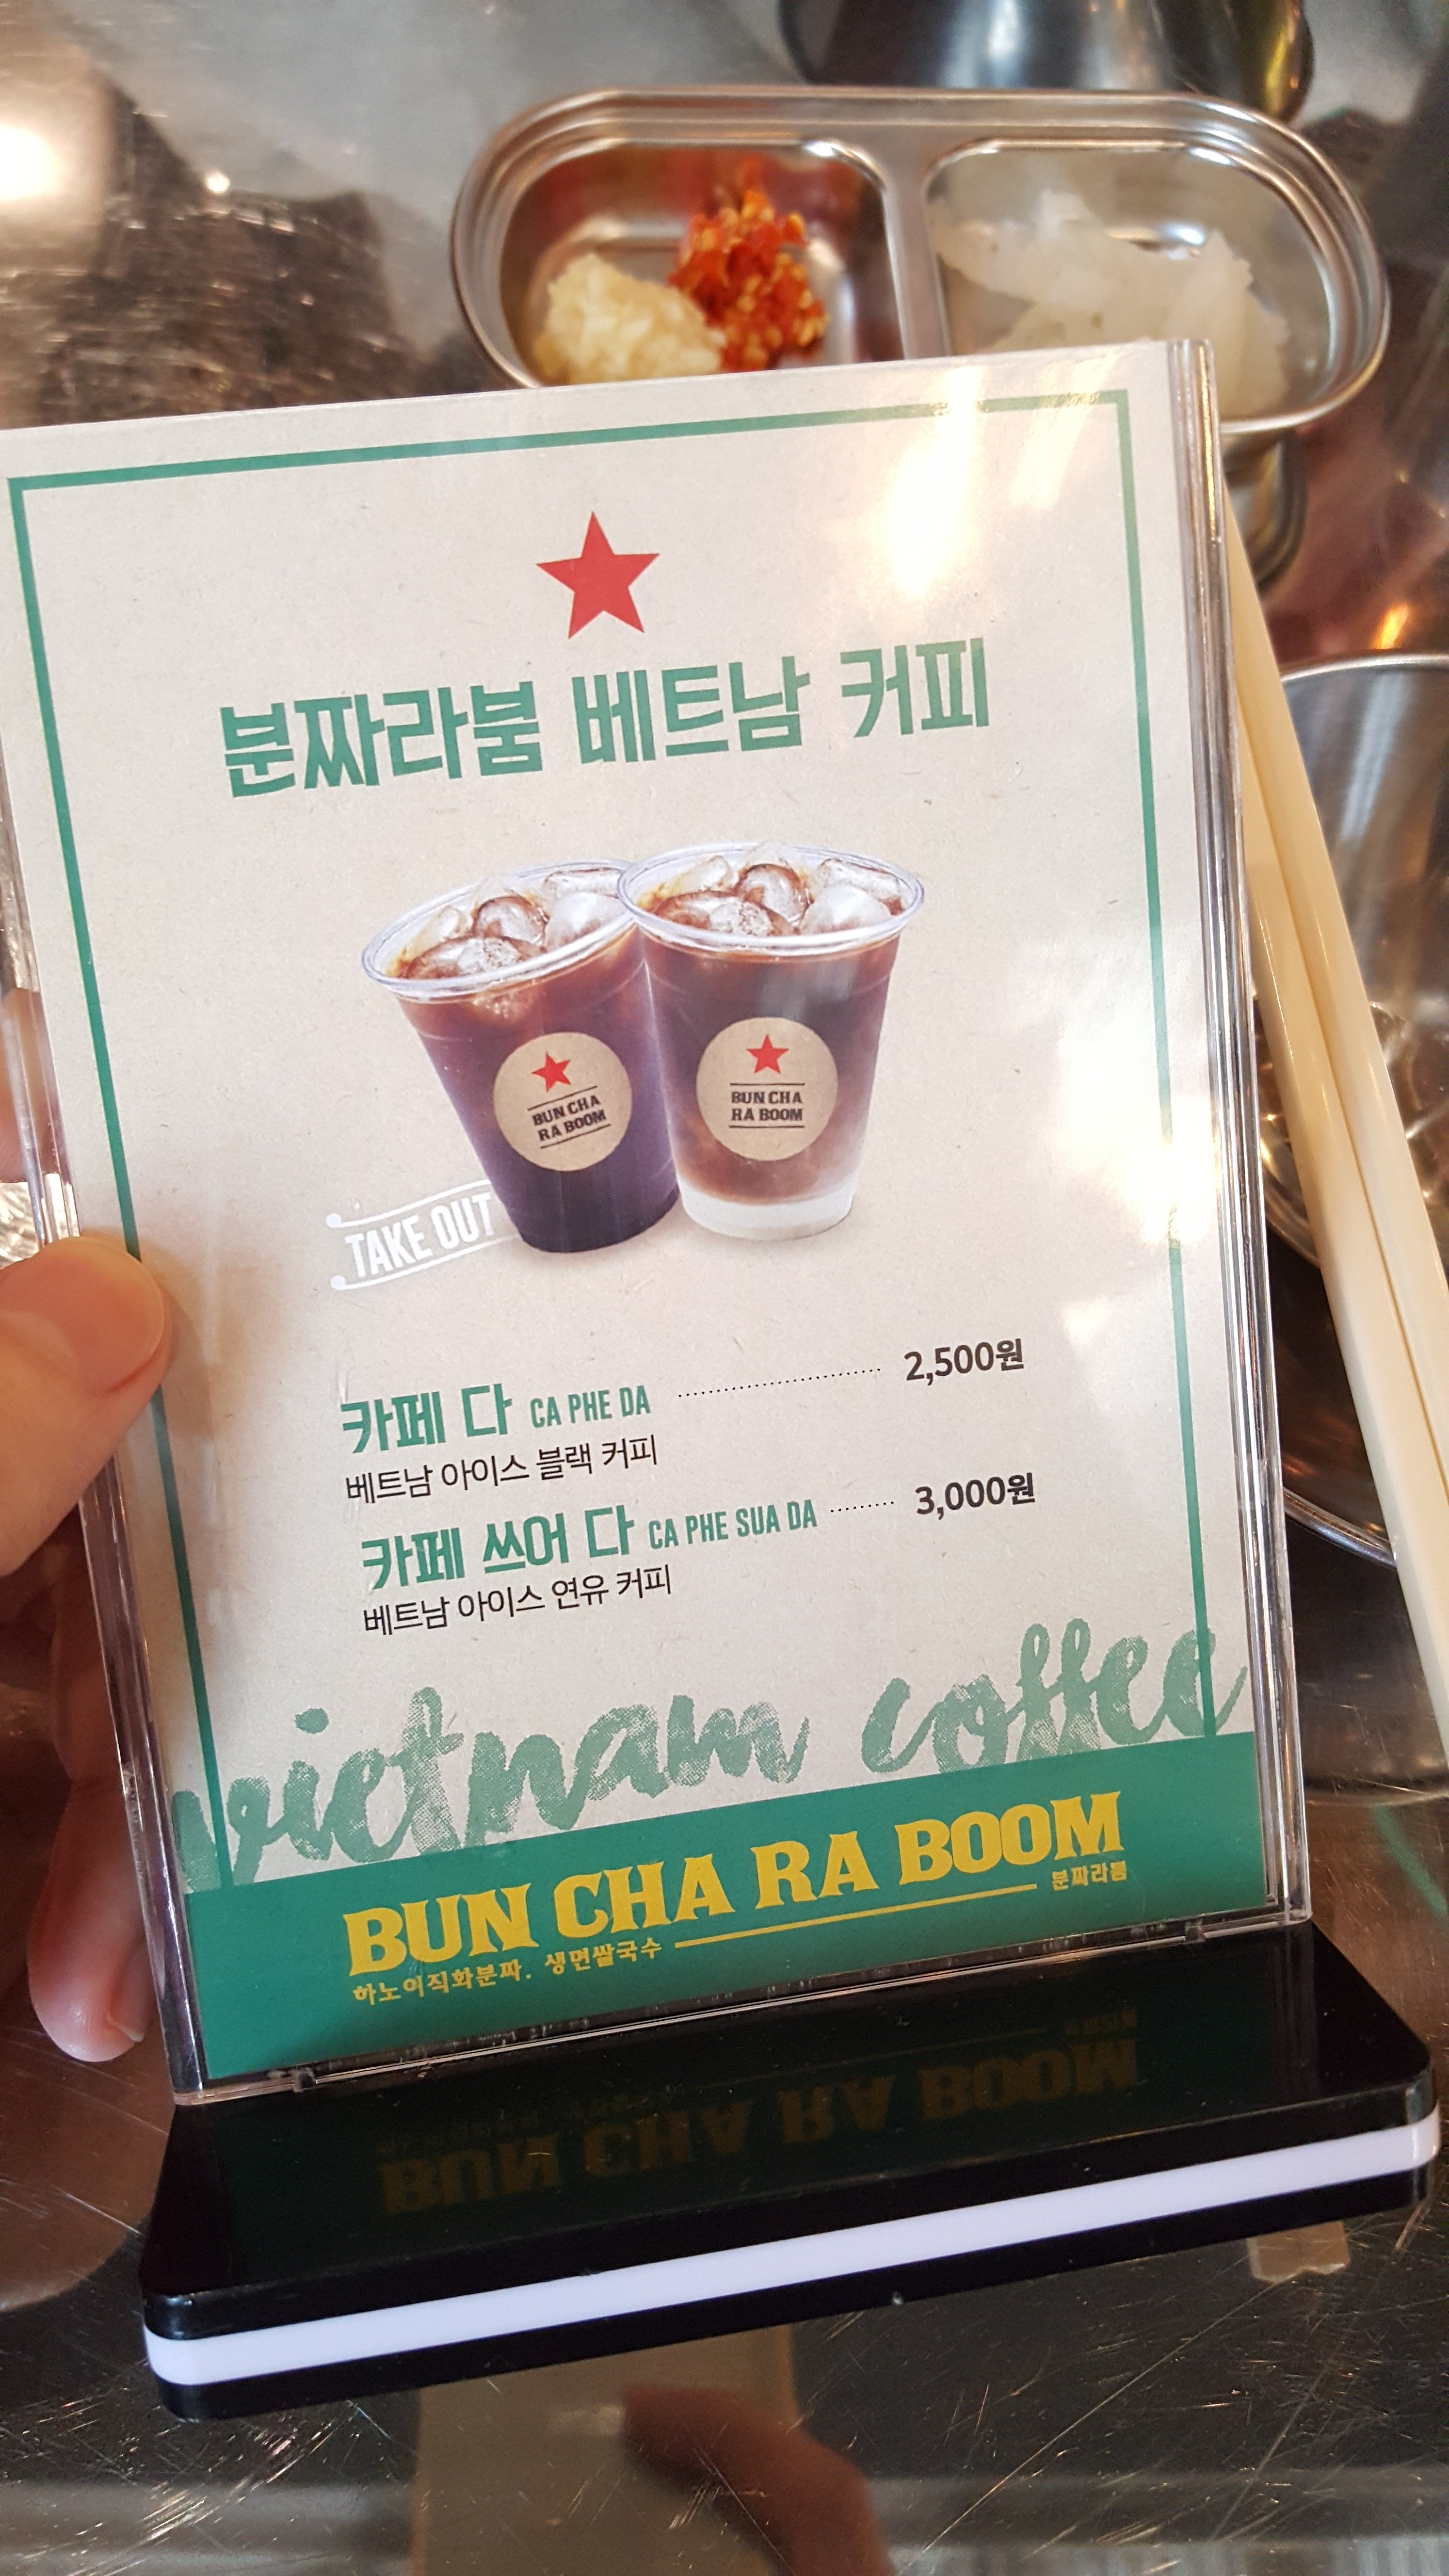 분짜라붐 베트남 커피
BUN CHA
RA BOOM
BUN CHA
RA BOOM
TAKE OUT
카페 다 CA PHE DA 2,500원
베트남 아이스 블랙 커피
카페 쓰어 다 CA PHE SUA DA 3,000원
베트남 아이스 연유 커피
vietnam coffee
BUN CHA RA BOOM
하노이직화분짜. 생면쌀국수 분짜라붐